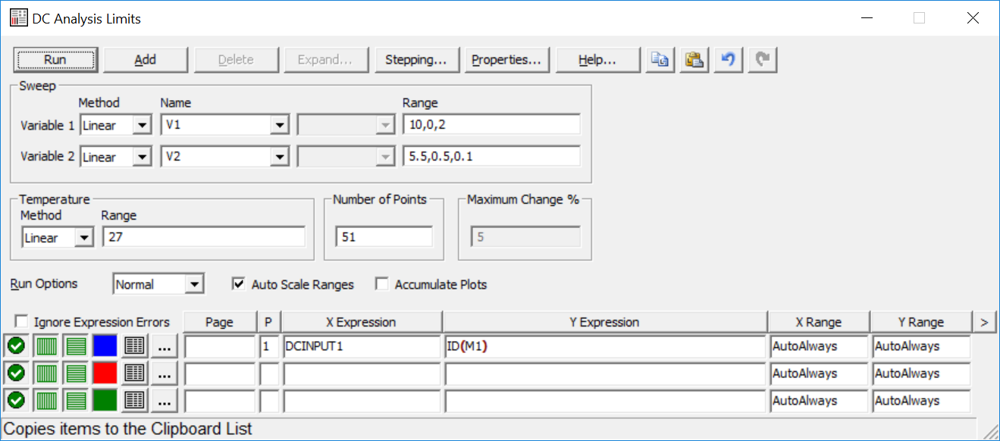 DC Analysis Limits
Run Add Delete Expand... Stepping... Properties... Help...
Sweep
Method Name Range
Variable 1 Linear V1 10,0,2
Variable 2 Linear V2 5.5,0.5,0.1
Temperature Number of Points Maximum Change %
Method Range
Linear 27 51 5
Run Options Normal Auto Scale Ranges Accumulate Plots
Ignore Expression Errors Page P X Expression Y Expression X Range Y Range >
... 1 DCINPUT1 ID(M1) AutoAlways AutoAlways
... AutoAlways AutoAlways
... AutoAlways AutoAlways
Copies items to the Clipboard List